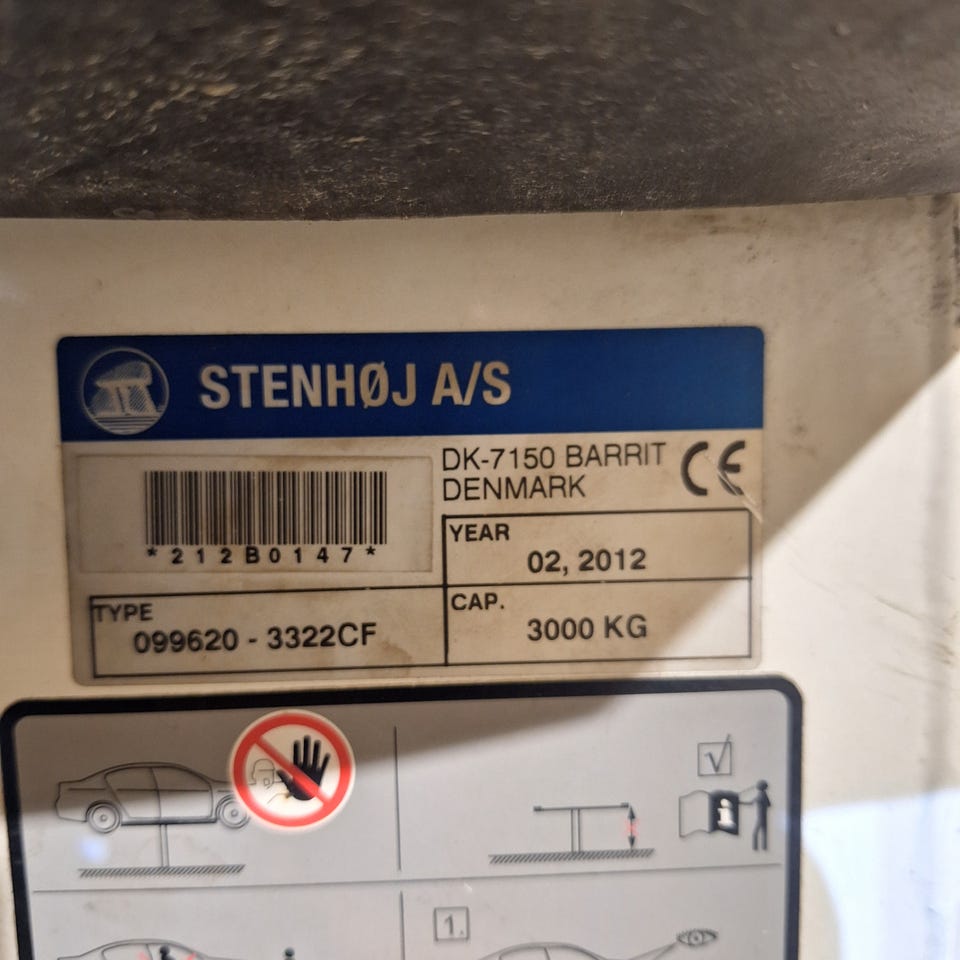 STENHØJ A/S
DK-7150 BARRIT
DENMARK
CE
*212B0147*
YEAR
02, 2012
TYPE
099620 - 3322CF
CAP.
3000 KG
i
1.